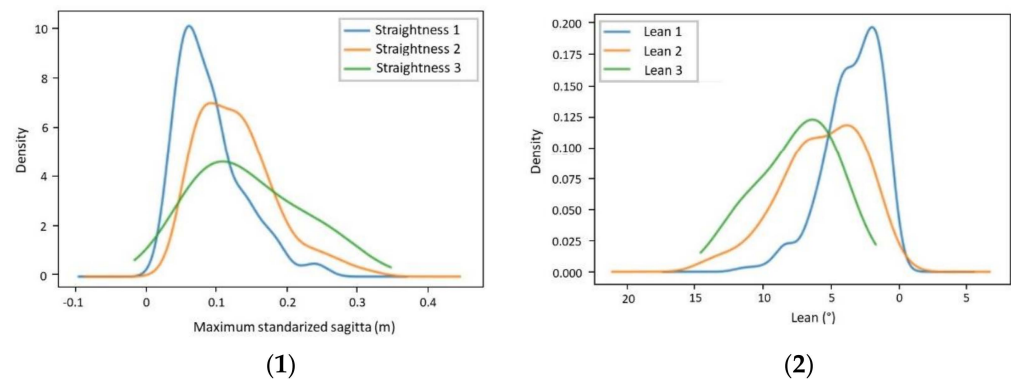 10
8
6
4
2
0
Density
Straightness 1
Straightness 2
Straightness 3
-0.1 0 0.1 0.2 0.3 0.4
Maximum standarized sagitta (m)
(1)
0.200
0.175
0.150
0.125
0.100
0.075
0.050
0.025
0.000
Density
Lean 1
Lean 2
Lean 3
20 15 10 5 0 5
Lean (°)
(2)